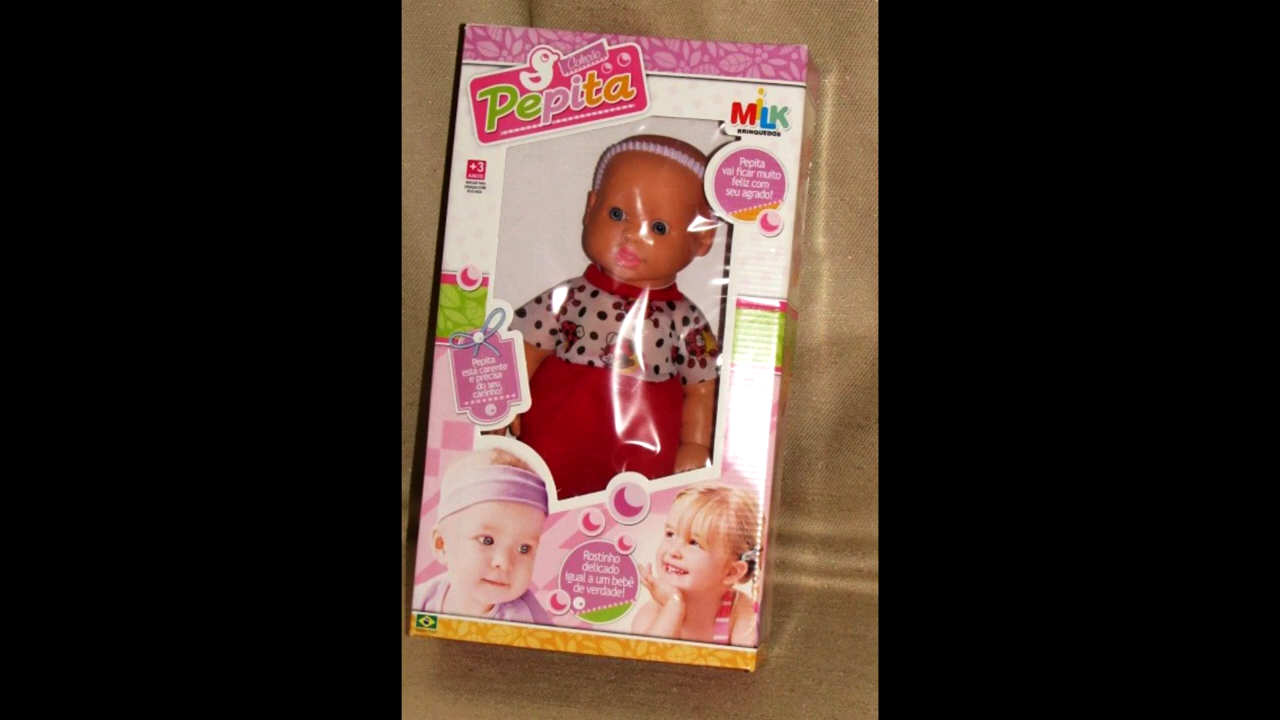 Coleção
Pepita
MILK
BRINQUEDOS
+3
ANOS
Pepita
vai ficar muito
feliz com
seu agrado!
Pepita
está carente
e precisa
do seu
carinho!
Rostinho
delicado
igual a um bebê
de verdade!